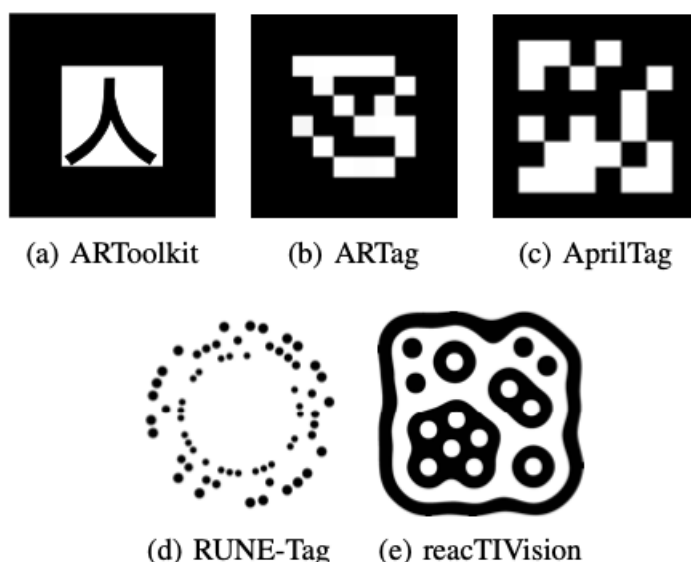 人
(a) ARToolkit
(b) ARTag
(c) AprilTag
(d) RUNE-Tag
(e) reacTIVision